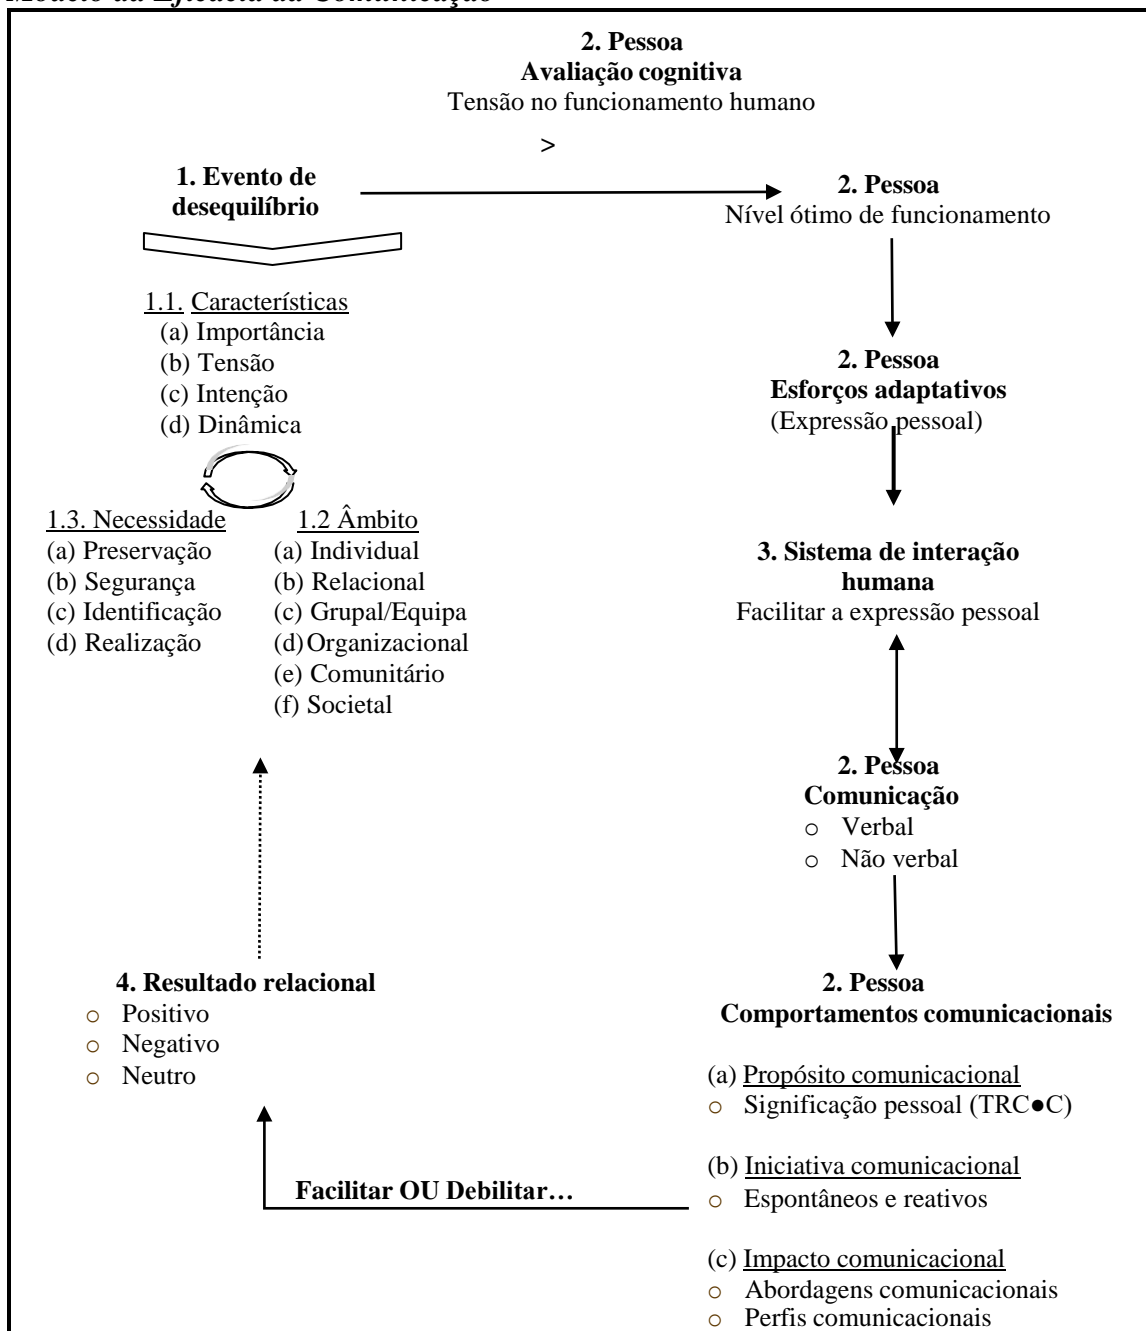 Modelo da Eficácia da Comunicação
2. Pessoa
Avaliação cognitiva
Tensão no funcionamento humano
>
1. Evento de
desequilíbrio
2. Pessoa
Nível ótimo de funcionamento
1.1. Características
(a) Importância
(b) Tensão
(c) Intenção
(d) Dinâmica
2. Pessoa
Esforços adaptativos
(Expressão pessoal)
1.3. Necessidade
(a) Preservação
(b) Segurança
(c) Identificação
(d) Realização
1.2 Âmbito
(a) Individual
(b) Relacional
(c) Grupal/Equipa
(d) Organizacional
(e) Comunitário
(f) Societal
3. Sistema de interação
humana
Facilitar a expressão pessoal
2. Pessoa
Comunicação
o Verbal
o Não verbal
4. Resultado relacional
o Positivo
o Negativo
o Neutro
2. Pessoa
Comportamentos comunicacionais
(a) Propósito comunicacional
o Significação pessoal (TRC●C)
(b) Iniciativa comunicacional
o Espontâneos e reativos
(c) Impacto comunicacional
o Abordagens comunicacionais
o Perfis comunicacionais
Facilitar OU Debilitar…